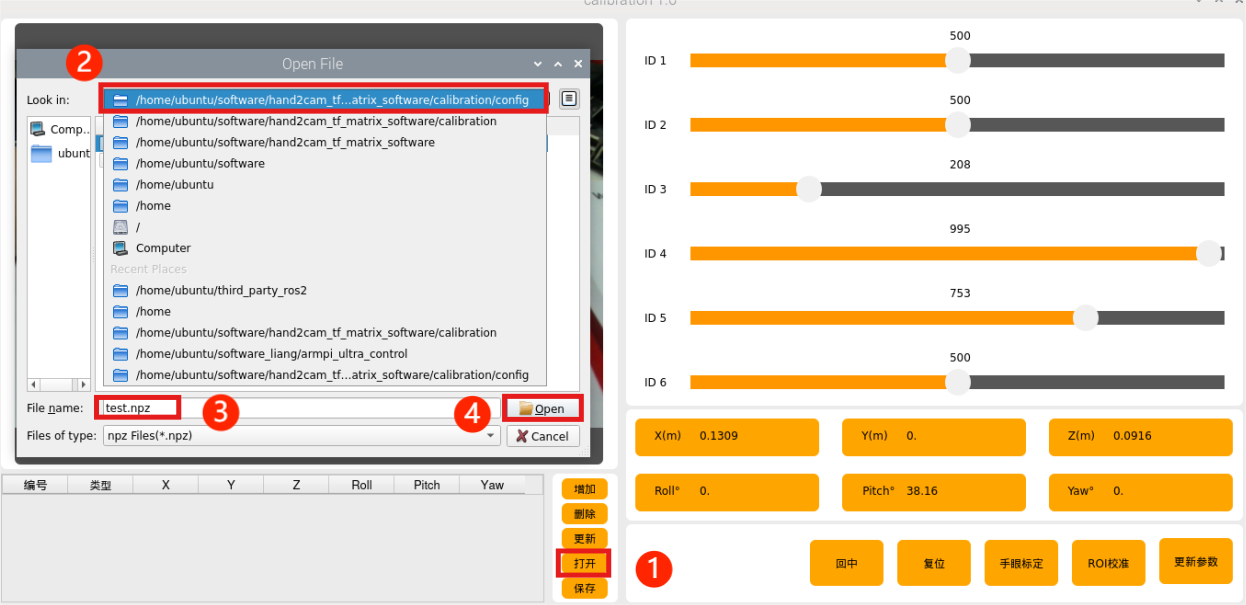 calibration 1.0
2
Open File
Look in:
/home/ubuntu/software/hand2cam_tf...atrix_software/calibration/config
Comp..
ubunt
/home/ubuntu/software/hand2cam_tf_matrix_software/calibration
/home/ubuntu/software/hand2cam_tf_matrix_software
/home/ubuntu/software
/home/ubuntu
/home
/
Computer
Recent Places
/home/ubuntu/third_party_ros2
/home
/home/ubuntu/software/hand2cam_tf_matrix_software/calibration
/home/ubuntu/software_liang/armpi_ultra_control
/home/ubuntu/software/hand2cam_tf...atrix_software/calibration/config
File name:
test.npz
3
4
Open
Files of type:
npz Files(*.npz)
Cancel
编号 类型 X Y Z Roll Pitch Yaw
增加
删除
更新
打开
保存
1
500
ID 1
500
ID 2
208
ID 3
995
ID 4
753
ID 5
500
ID 6
X(m) 0.1309
Y(m) 0.
Z(m) 0.0916
Roll° 0.
Pitch° 38.16
Yaw° 0.
回中
复位
手眼标定
ROI校准
更新参数